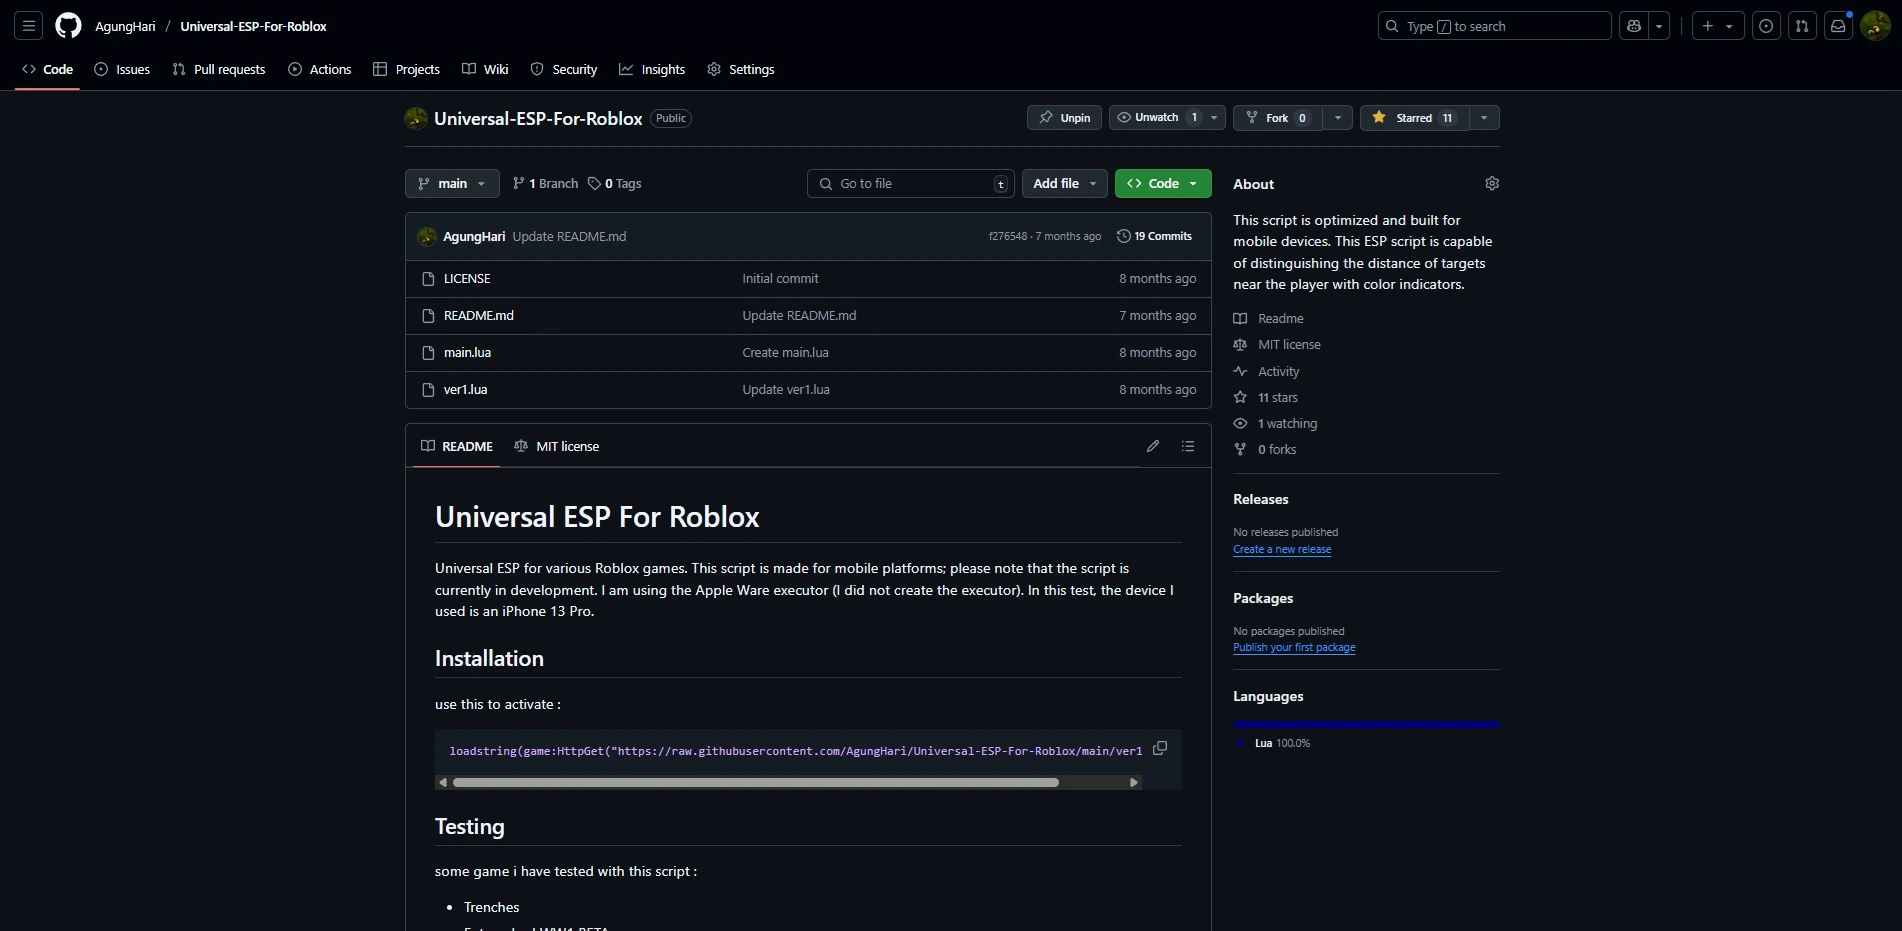 AgungHari / Universal-ESP-For-Roblox
Type / to search
Code
Issues
Pull requests
Actions
Projects
Wiki
Security
Insights
Settings
Universal-ESP-For-Roblox Public
Unpin
Unwatch 1
Fork 0
Starred 11
main
1 Branch
0 Tags
Go to file t
Add file
Code
AgungHari Update README.md f276548 · 7 months ago 19 Commits
LICENSE Initial commit 8 months ago
README.md Update README.md 7 months ago
main.lua Create main.lua 8 months ago
ver1.lua Update ver1.lua 8 months ago
README MIT license
Universal ESP For Roblox
Universal ESP for various Roblox games. This script is made for mobile platforms; please note that the script is
currently in development. I am using the Apple Ware executor (I did not create the executor). In this test, the device I
used is an iPhone 13 Pro.
Installation
use this to activate :
loadstring(game:HttpGet("https://raw.githubusercontent.com/AgungHari/Universal-ESP-For-Roblox/main/ver1
Testing
some game i have tested with this script :
Trenches
About
This script is optimized and built for
mobile devices. This ESP script is capable
of distinguishing the distance of targets
near the player with color indicators.
Readme
MIT license
Activity
11 stars
1 watching
0 forks
Releases
No releases published
Create a new release
Packages
No packages published
Publish your first package
Languages
Lua 100.0%